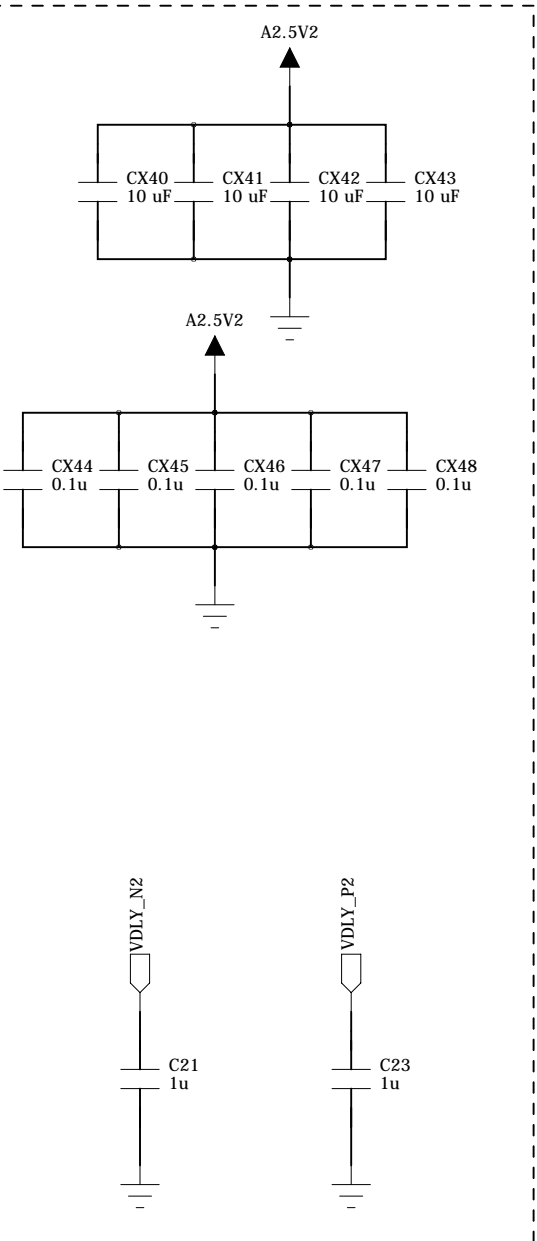 A2.5V2
CX40 CX41 CX42 CX43
10 uF 10 uF 10 uF 10 uF
A2.5V2
CX44 CX45 CX46 CX47 CX48
0.1u 0.1u 0.1u 0.1u 0.1u
VDLY_N2
VDLY_P2
C21 C23
1u 1u